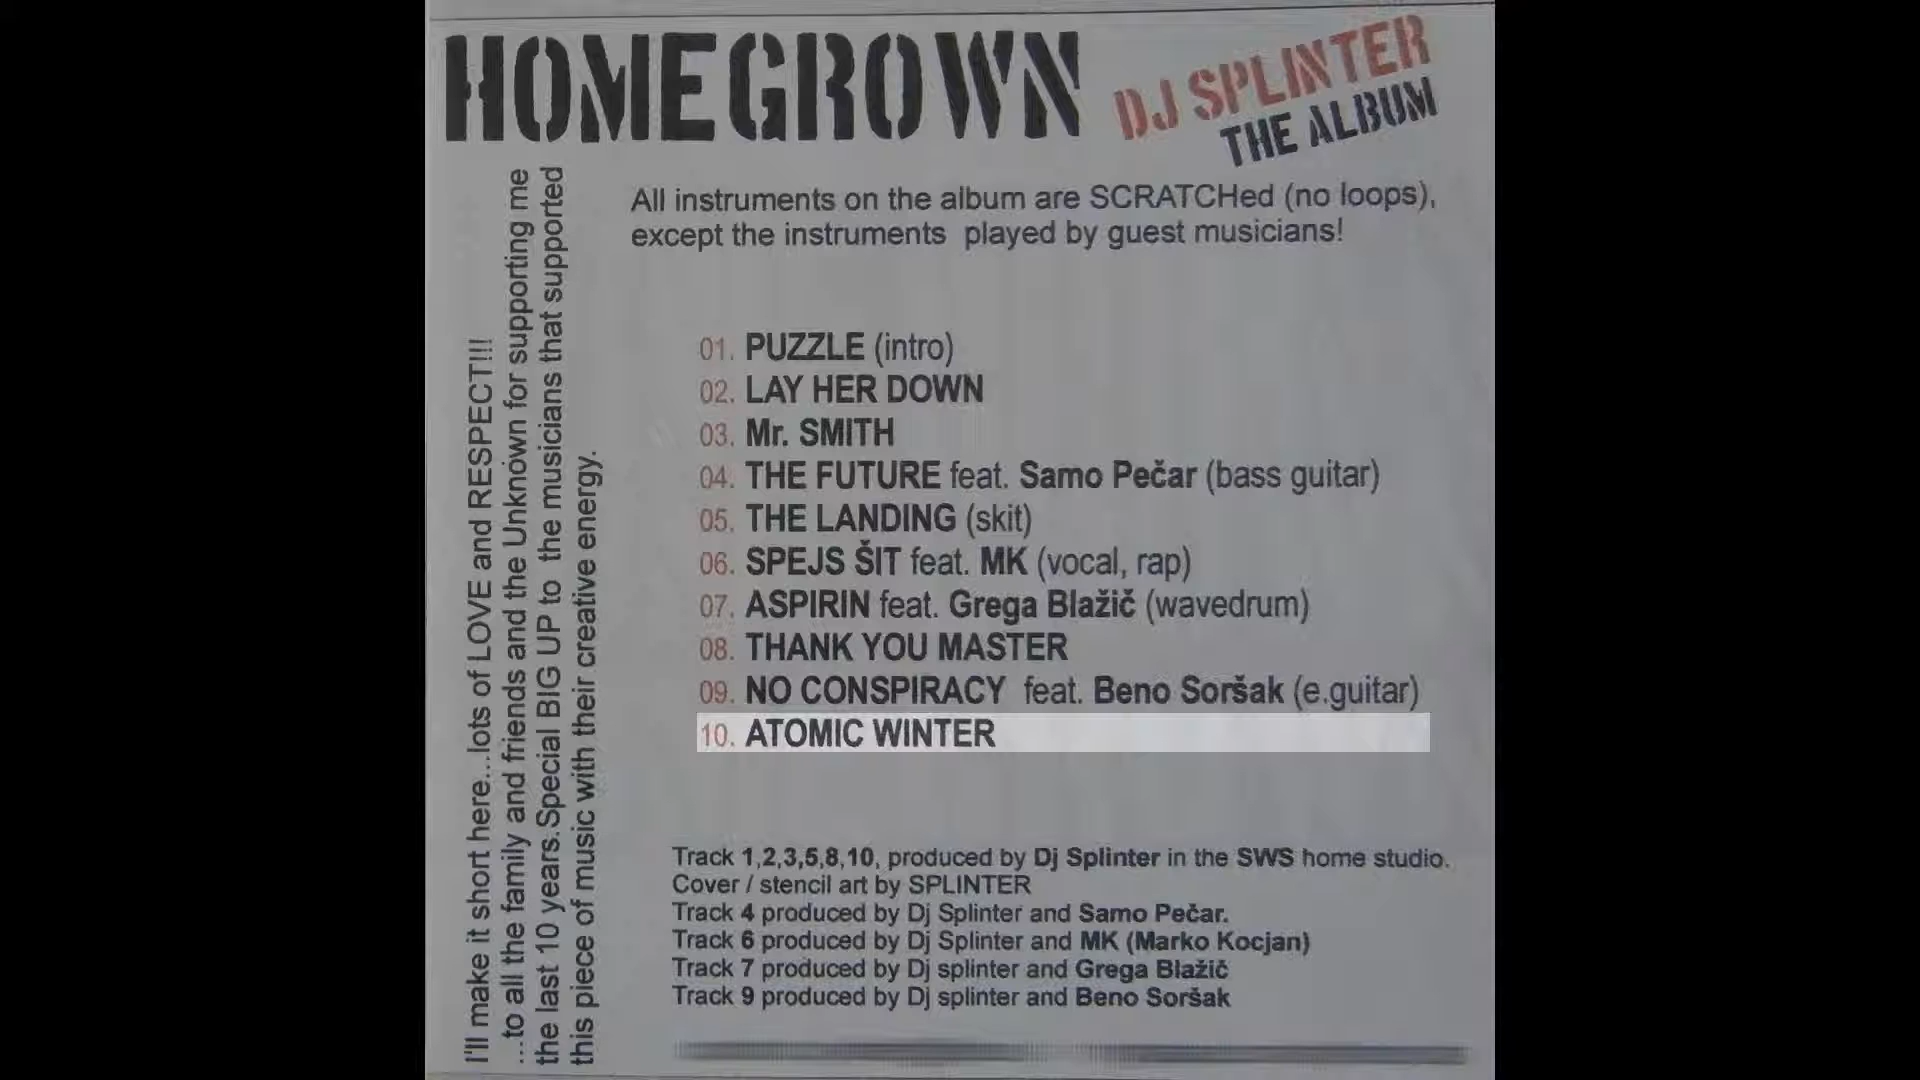 HOMEGROWN
DJ SPLINTER
THE ALBUM
All instruments on the album are SCRATCHed (no loops),
except the instruments played by guest musicians!
01. PUZZLE (intro)
02. LAY HER DOWN
03. Mr. SMITH
04. THE FUTURE feat. Samo Pečar (bass guitar)
05. THE LANDING (skit)
06. SPEJS ŠIT feat. MK (vocal, rap)
07. ASPIRIN feat. Grega Blažič (wavedrum)
08. THANK YOU MASTER
09. NO CONSPIRACY feat. Beno Soršak (e.guitar)
10. ATOMIC WINTER
Track 1,2,3,5,8,10, produced by Dj Splinter in the SWS home studio.
Cover / stencil art by SPLINTER
Track 4 produced by Dj Splinter and Samo Pečar.
Track 6 produced by Dj Splinter and MK (Marko Kocjan)
Track 7 produced by Dj splinter and Grega Blažič
Track 9 produced by Dj splinter and Beno Soršak
I'll make it short here...lots of LOVE and RESPECT!!!
...to all the family and friends and the Unknown for supporting me
the last 10 years.Special BIG UP to the musicians that supported
this piece of music with their creative energy.